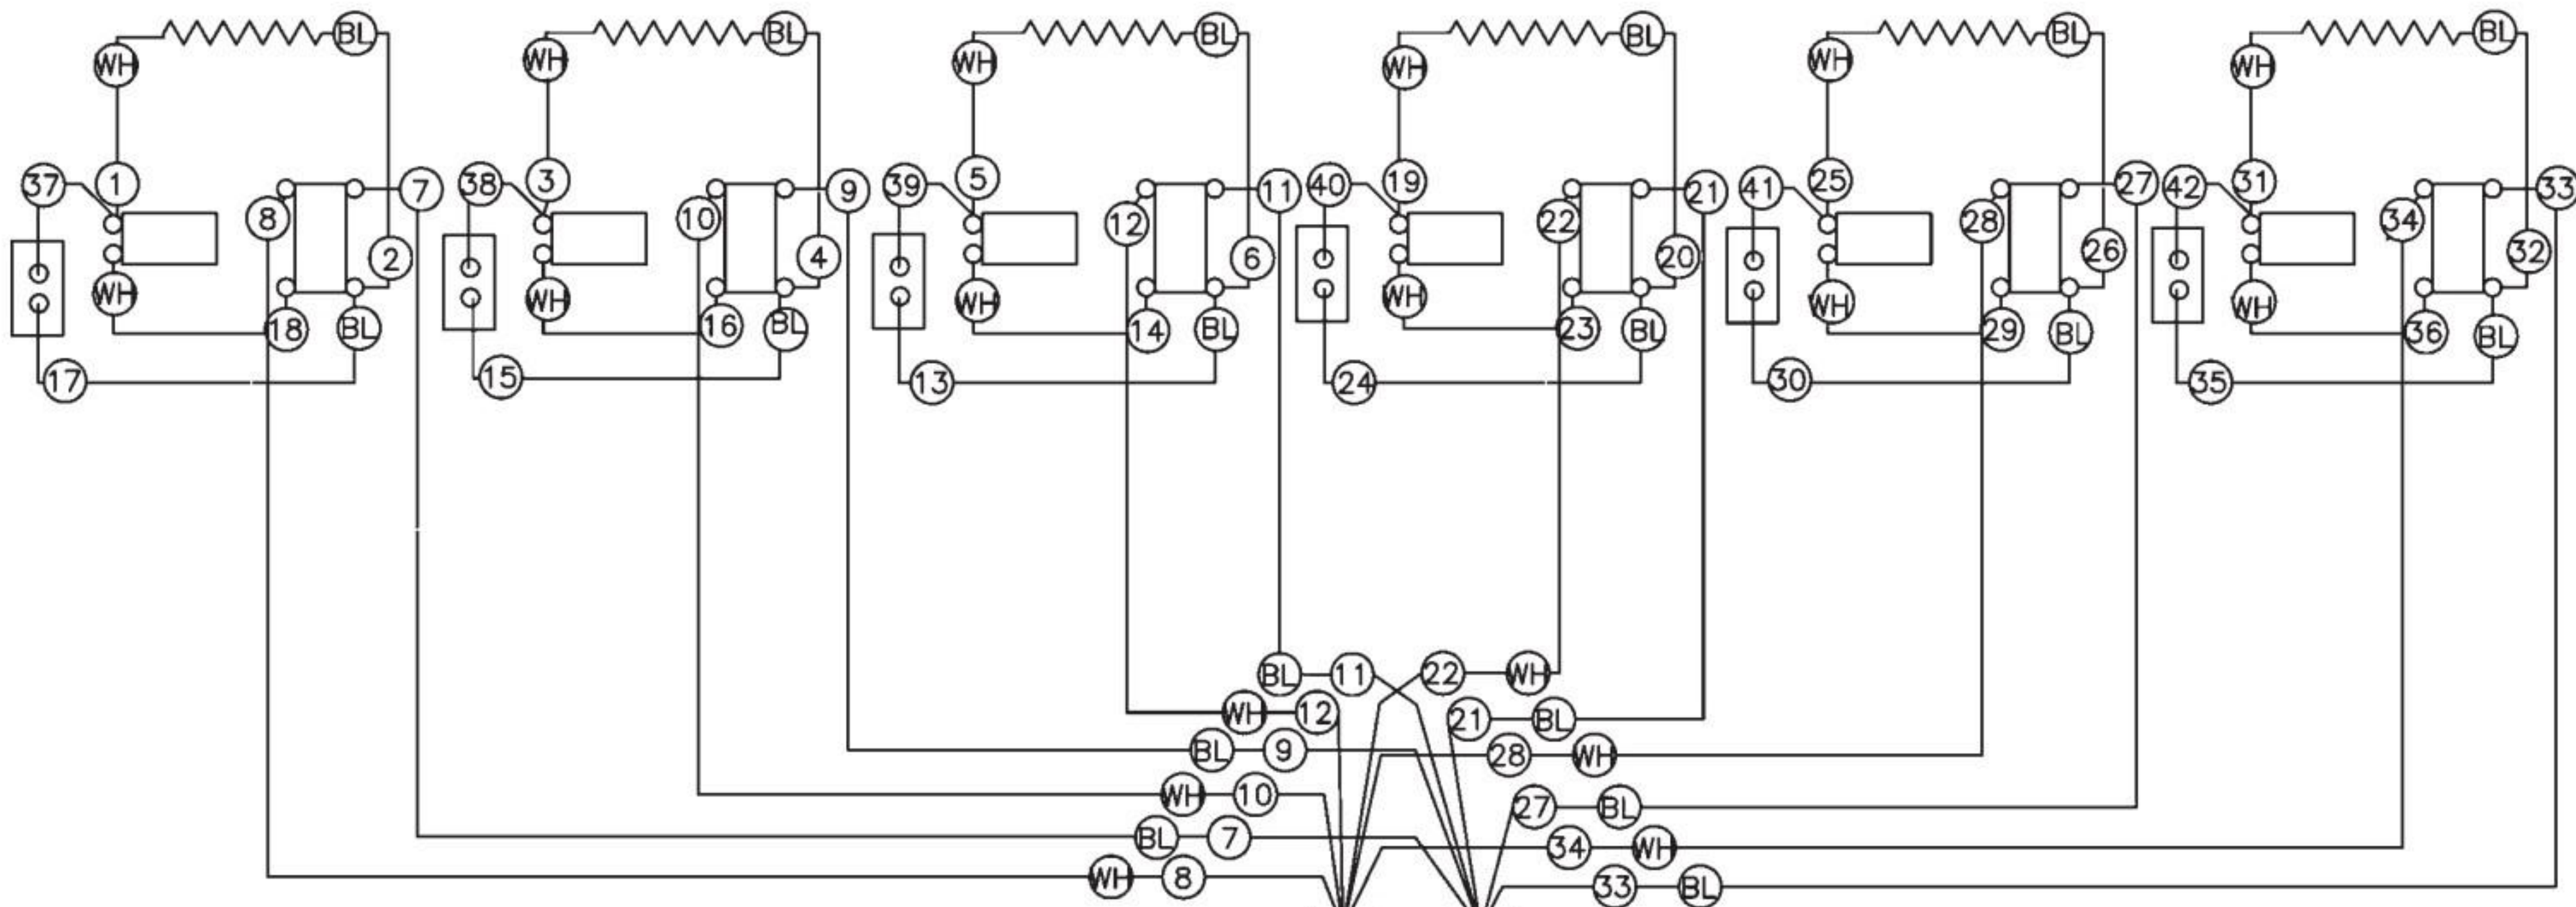 BL BL BL BL BL BL
WH WH WH WH WH WH
37 1 7 38 3 9 39 5 11 40 19 21 41 25 27 42 31 33
8 10 12 22 28 34
2 4 6 20 26 32
WH WH WH WH WH WH
18 BL 16 BL 14 BL 23 BL 29 BL 36 BL
17 15 13 24 30 35
BL 11 22 WH
WH 12 21 BL
BL 9 28 WH
WH 10 27 BL
BL 7 34 WH
WH 8 33 BL